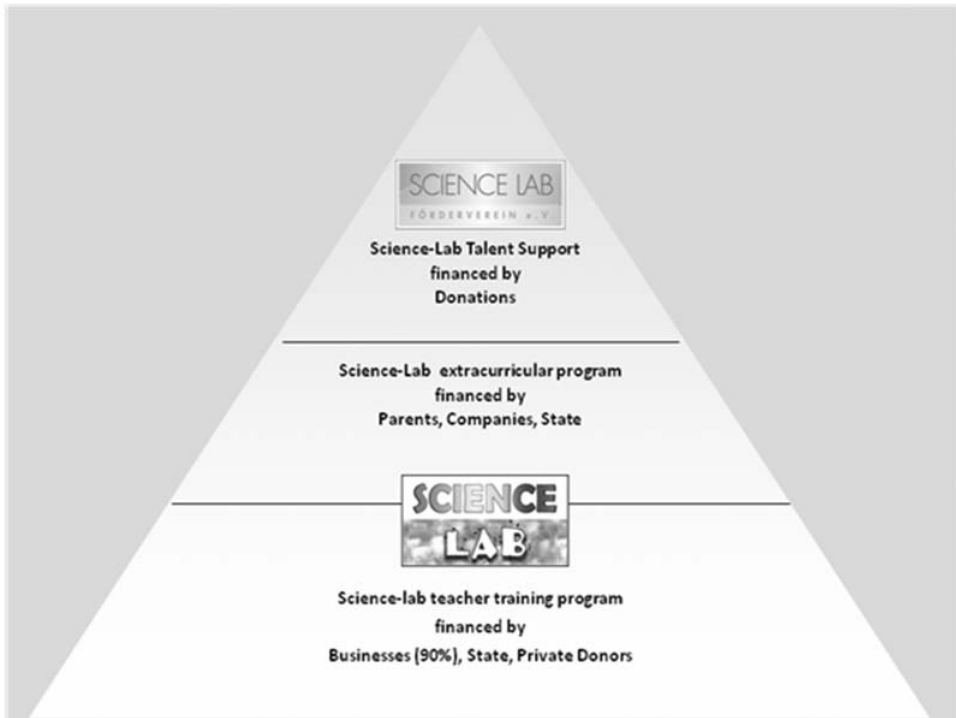 SCIENCE LAB
FÖRDERVEREIN e.V.
Science-Lab Talent Support
financed by
Donations
Science-Lab extracurricular program
financed by
Parents, Companies, State
SCIENCE
LAB
Science-lab teacher training program
financed by
Businesses (90%), State, Private Donors